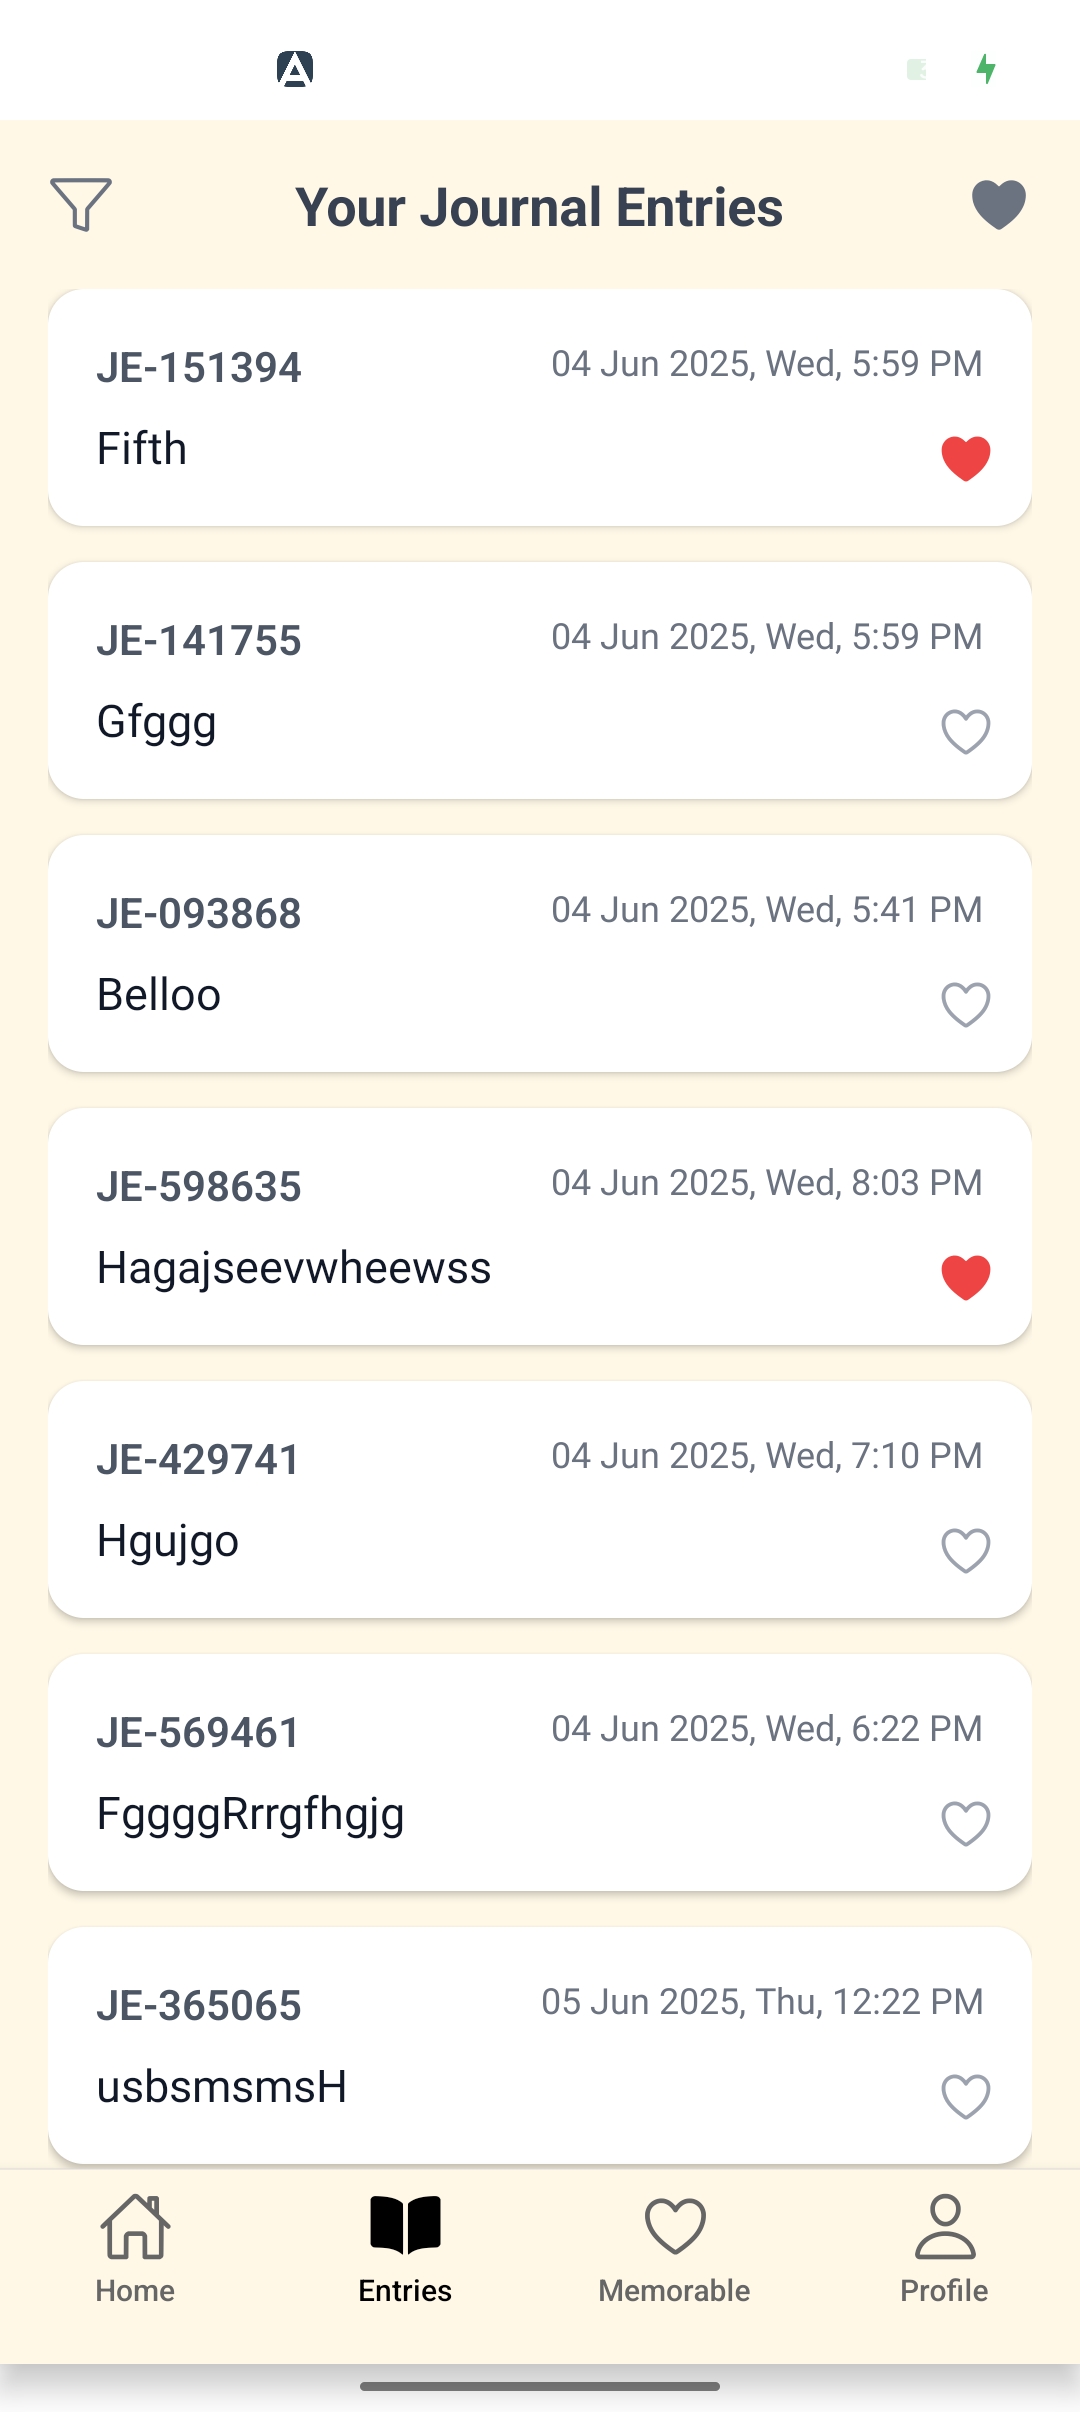 Your Journal Entries
JE-151394 04 Jun 2025, Wed, 5:59 PM
Fifth
JE-141755 04 Jun 2025, Wed, 5:59 PM
Gfggg
JE-093868 04 Jun 2025, Wed, 5:41 PM
Belloo
JE-598635 04 Jun 2025, Wed, 8:03 PM
Hagajseevwheewss
JE-429741 04 Jun 2025, Wed, 7:10 PM
Hgujgo
JE-569461 04 Jun 2025, Wed, 6:22 PM
FggggRrrgfhgjg
JE-365065 05 Jun 2025, Thu, 12:22 PM
usbsmsmsH
Home Entries Memorable Profile